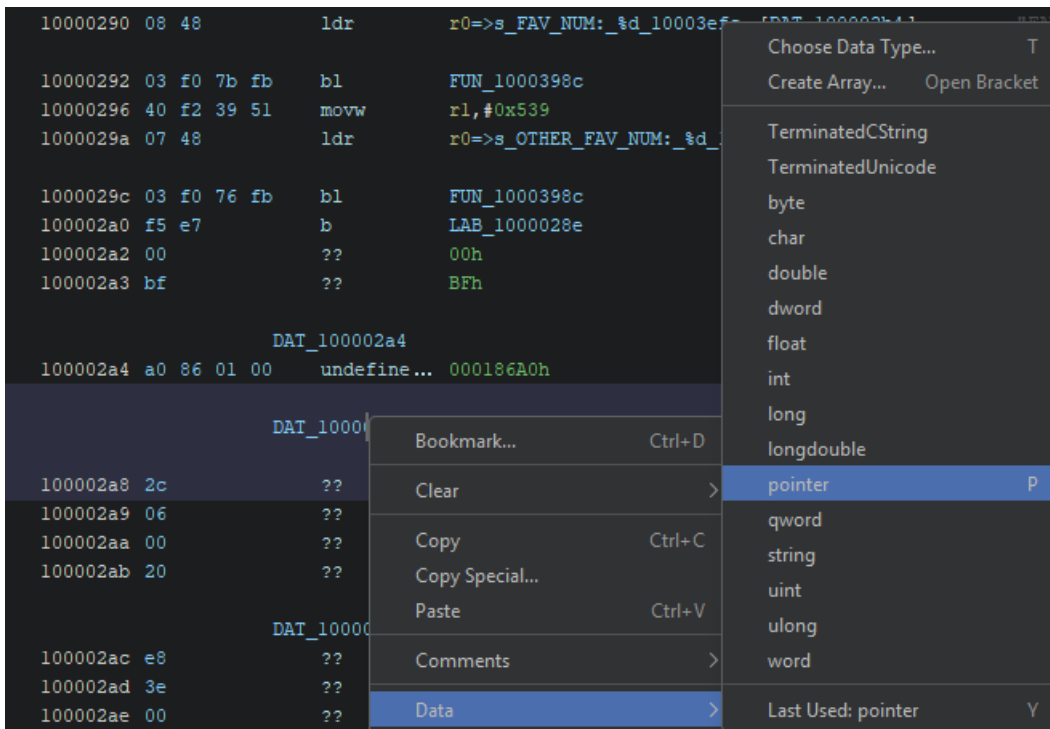 10000290 08 48 ldr r0=>s_FAV_NUM:_%d_10003ef
10000292 03 f0 7b fb bl FUN_1000398c
10000296 40 f2 39 51 movw r1,#0x539
1000029a 07 48 ldr r0=>s_OTHER_FAV_NUM:_%d_
1000029c 03 f0 76 fb bl FUN_1000398c
100002a0 f5 e7 b LAB_1000028e
100002a2 00 ?? 00h
100002a3 bf ?? BFh
DAT_100002a4
100002a4 a0 86 01 00 undefine... 000186A0h
DAT_1000
100002a8 2c ??
100002a9 06 ??
100002aa 00 ??
100002ab 20 ??
DAT_1000
100002ac e8 ??
100002ad 3e ??
100002ae 00 ??
Bookmark... Ctrl+D
Clear >
Copy Ctrl+C
Copy Special...
Paste Ctrl+V
Comments >
Data >
Choose Data Type... T
Create Array... Open Bracket
TerminatedCString
TerminatedUnicode
byte
char
double
dword
float
int
long
longdouble
pointer P
qword
string
uint
ulong
word
Last Used: pointer Y